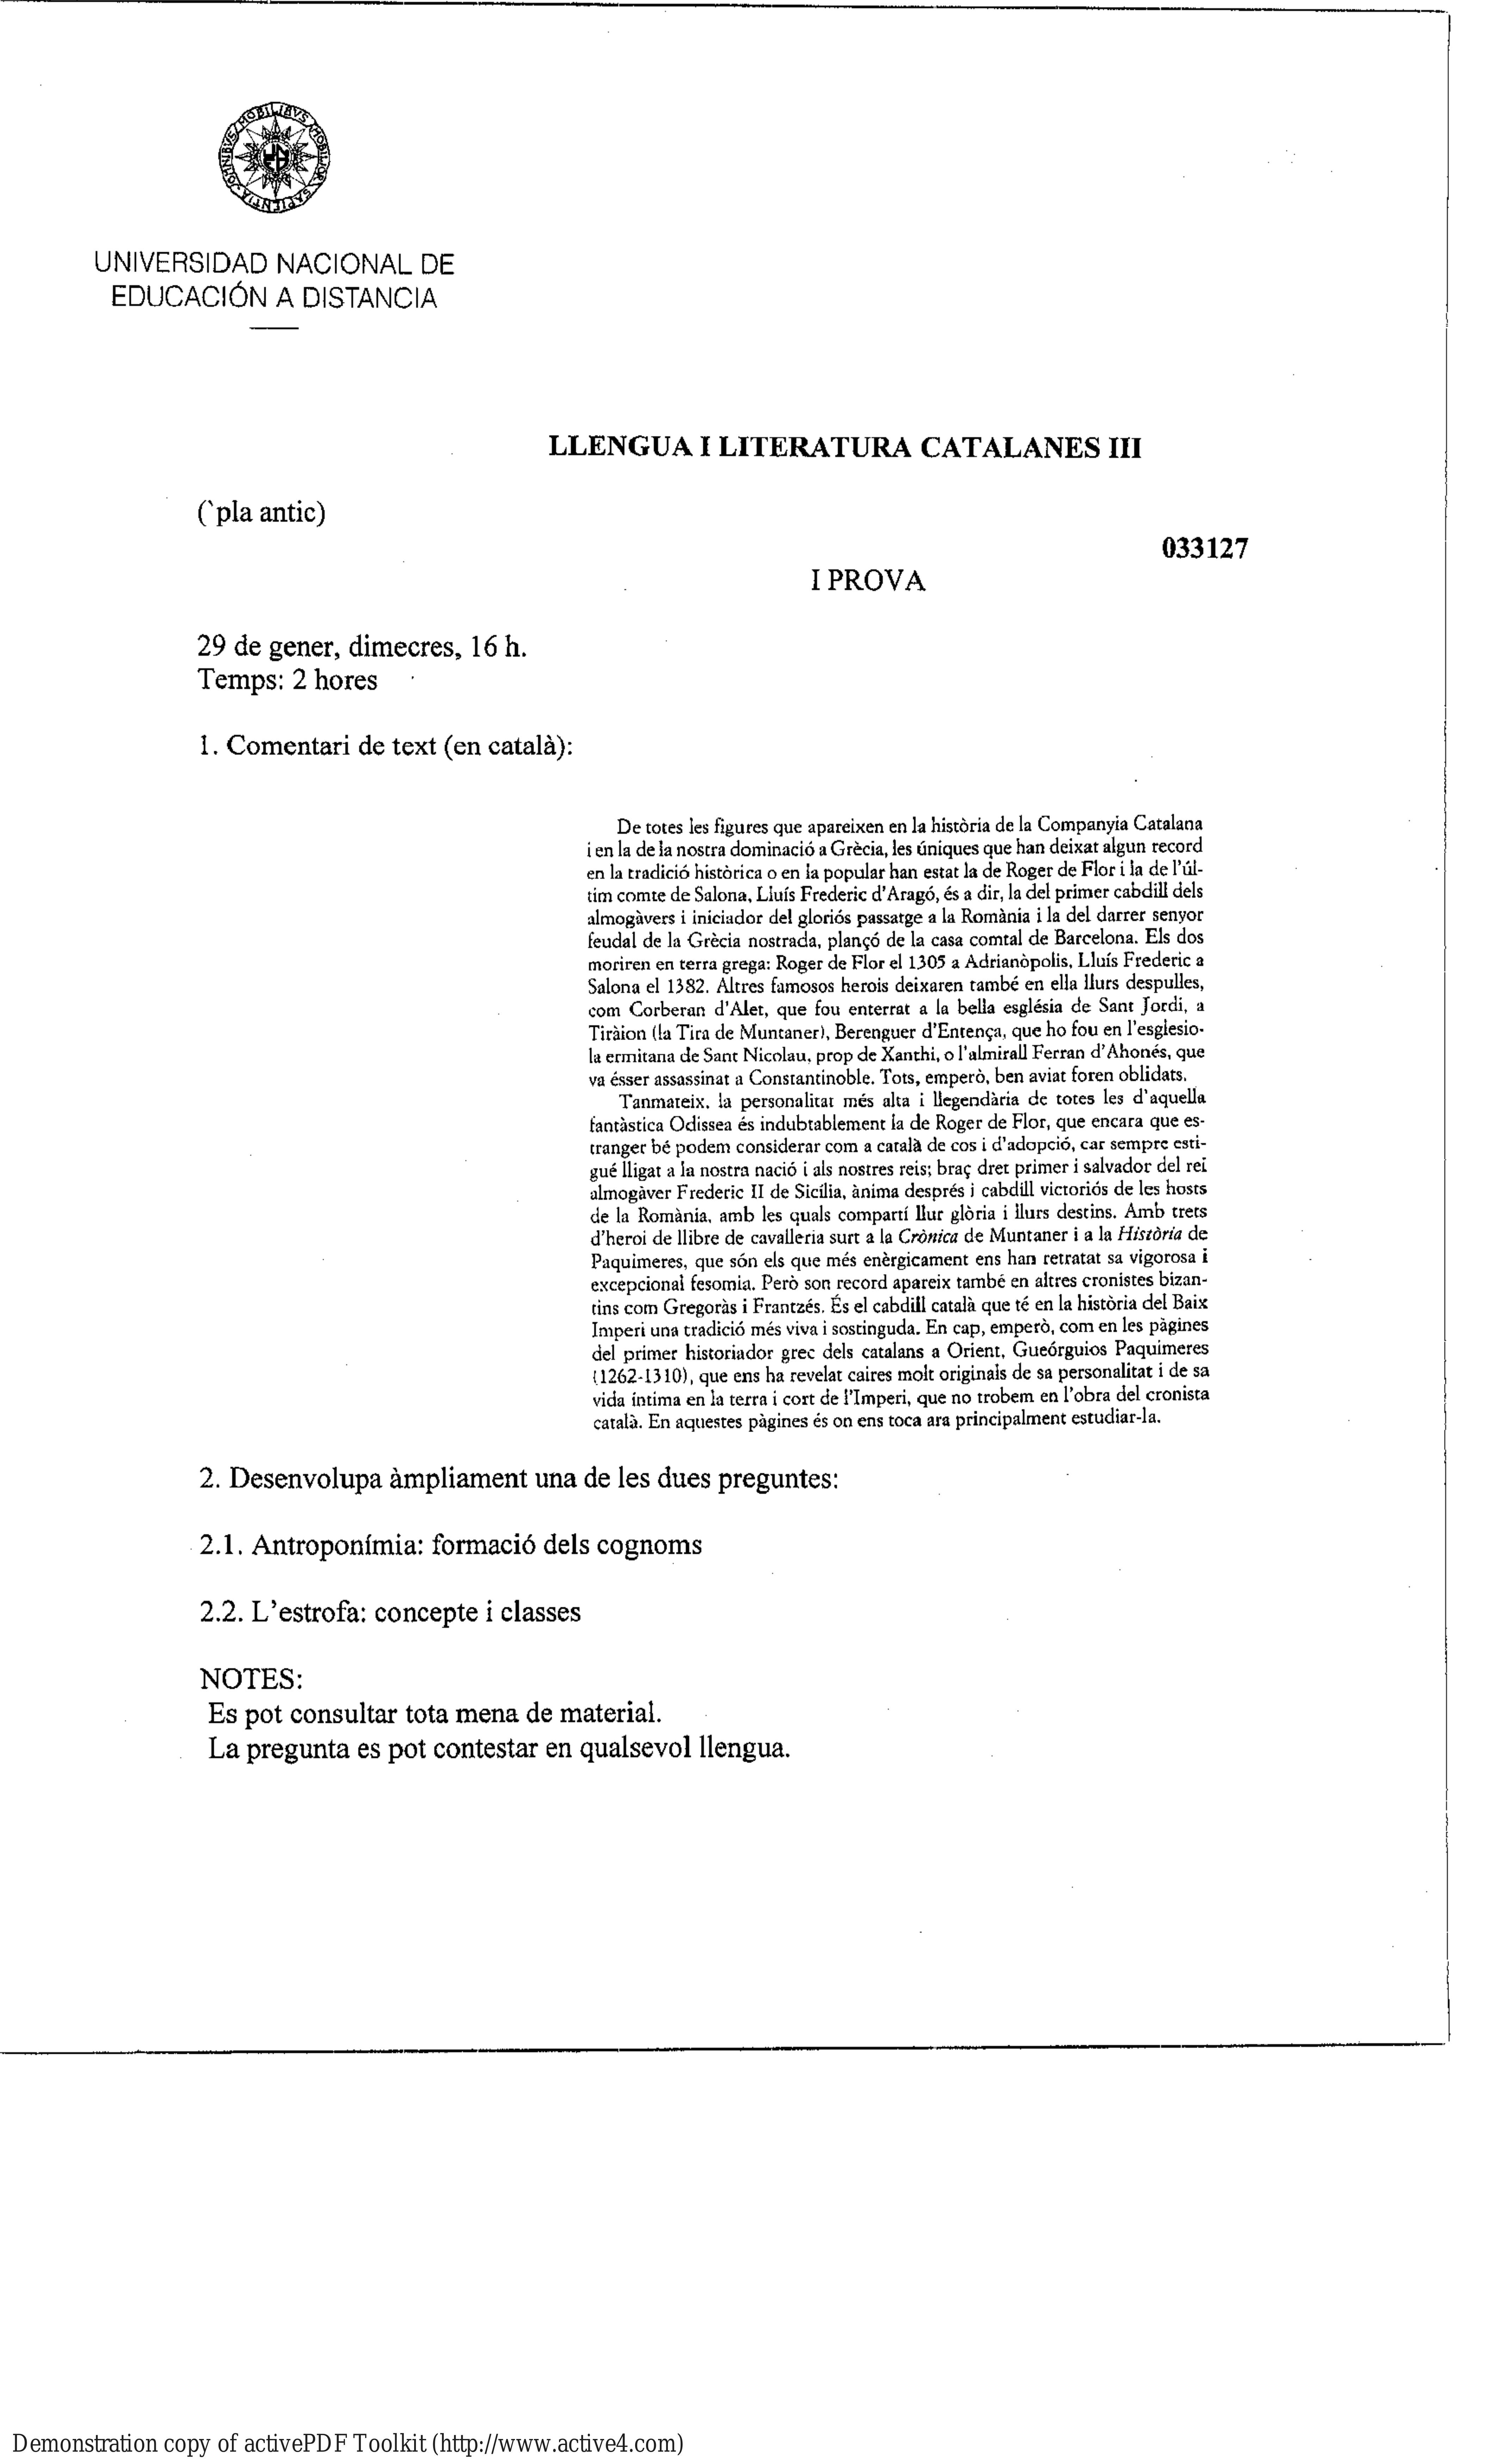 OMNIBVS MOBILIBVS MOBILIOR SAPIENTIA
UNIVERSIDAD NACIONAL DE
EDUCACIÓN A DISTANCIA
LLENGUA I LITERATURA CATALANES III
(`pla antic)
033127
I PROVA
29 de gener, dimecres, 16 h.
Temps: 2 hores
1. Comentari de text (en català):
De totes les figures que apareixen en la història de la Companyia Catalana
i en la de la nostra dominació a Grècia, les úniques que han deixat algun record
en la tradició històrica o en la popular han estat la de Roger de Flor i la de l'úl-
tim comte de Salona, Lluís Frederic d'Aragó, és a dir, la del primer cabdill dels
almogàvers i iniciador del gloriós passatge a la Romània i la del darrer senyor
feudal de la Grècia nostrada, plançó de la casa comtal de Barcelona. Els dos
moriren en terra grega: Roger de Flor el 1305 a Adrianòpolis, Lluís Frederic a
Salona el 1382. Altres famosos herois deixaren també en ella llurs despulles,
com Corberan d'Alet, que fou enterrat a la bella església de Sant Jordi, a
Tiràion (la Tira de Muntaner), Berenguer d'Entença, que ho fou en l'esglesio-
la ermitana de Sant Nicolau, prop de Xanthi, o l'almirall Ferran d'Ahonés, que
va ésser assassinat a Constantinoble. Tots, emperò, ben aviat foren oblidats.
Tanmateix, la personalitat més alta i llegendària de totes les d'aquella
fantàstica Odissea és indubtablement la de Roger de Flor, que encara que es-
tranger bé podem considerar com a català de cos i d'adopció, car sempre esti-
gué lligat a la nostra nació i als nostres reis; braç dret primer i salvador del rei
almogàver Frederic II de Sicília, ànima després i cabdill victoriós de les hosts
de la Romània, amb les quals compartí llur glòria i llurs destins. Amb trets
d'heroi de llibre de cavalleria surt a la Crònica de Muntaner i a la Història de
Paquimeres, que són els que més enèrgicament ens han retratat sa vigorosa i
excepcional fesomia. Però son record apareix també en altres cronistes bizan-
tins com Gregoràs i Frantzés. És el cabdill català que té en la història del Baix
Imperi una tradició més viva i sostinguda. En cap, emperò, com en les pàgines
del primer historiador grec dels catalans a Orient, Gueórguios Paquimeres
(1262-1310), que ens ha revelat caires molt originals de sa personalitat i de sa
vida íntima en la terra i cort de l'Imperi, que no trobem en l'obra del cronista
català. En aquestes pàgines és on ens toca ara principalment estudiar-la.
2. Desenvolupa àmpliament una de les dues preguntes:
2.1. Antroponímia: formació dels cognoms
2.2. L'estrofa: concepte i classes
NOTES:
Es pot consultar tota mena de material.
La pregunta es pot contestar en qualsevol llengua.
Demonstration copy of activePDF Toolkit (http://www.active4.com)